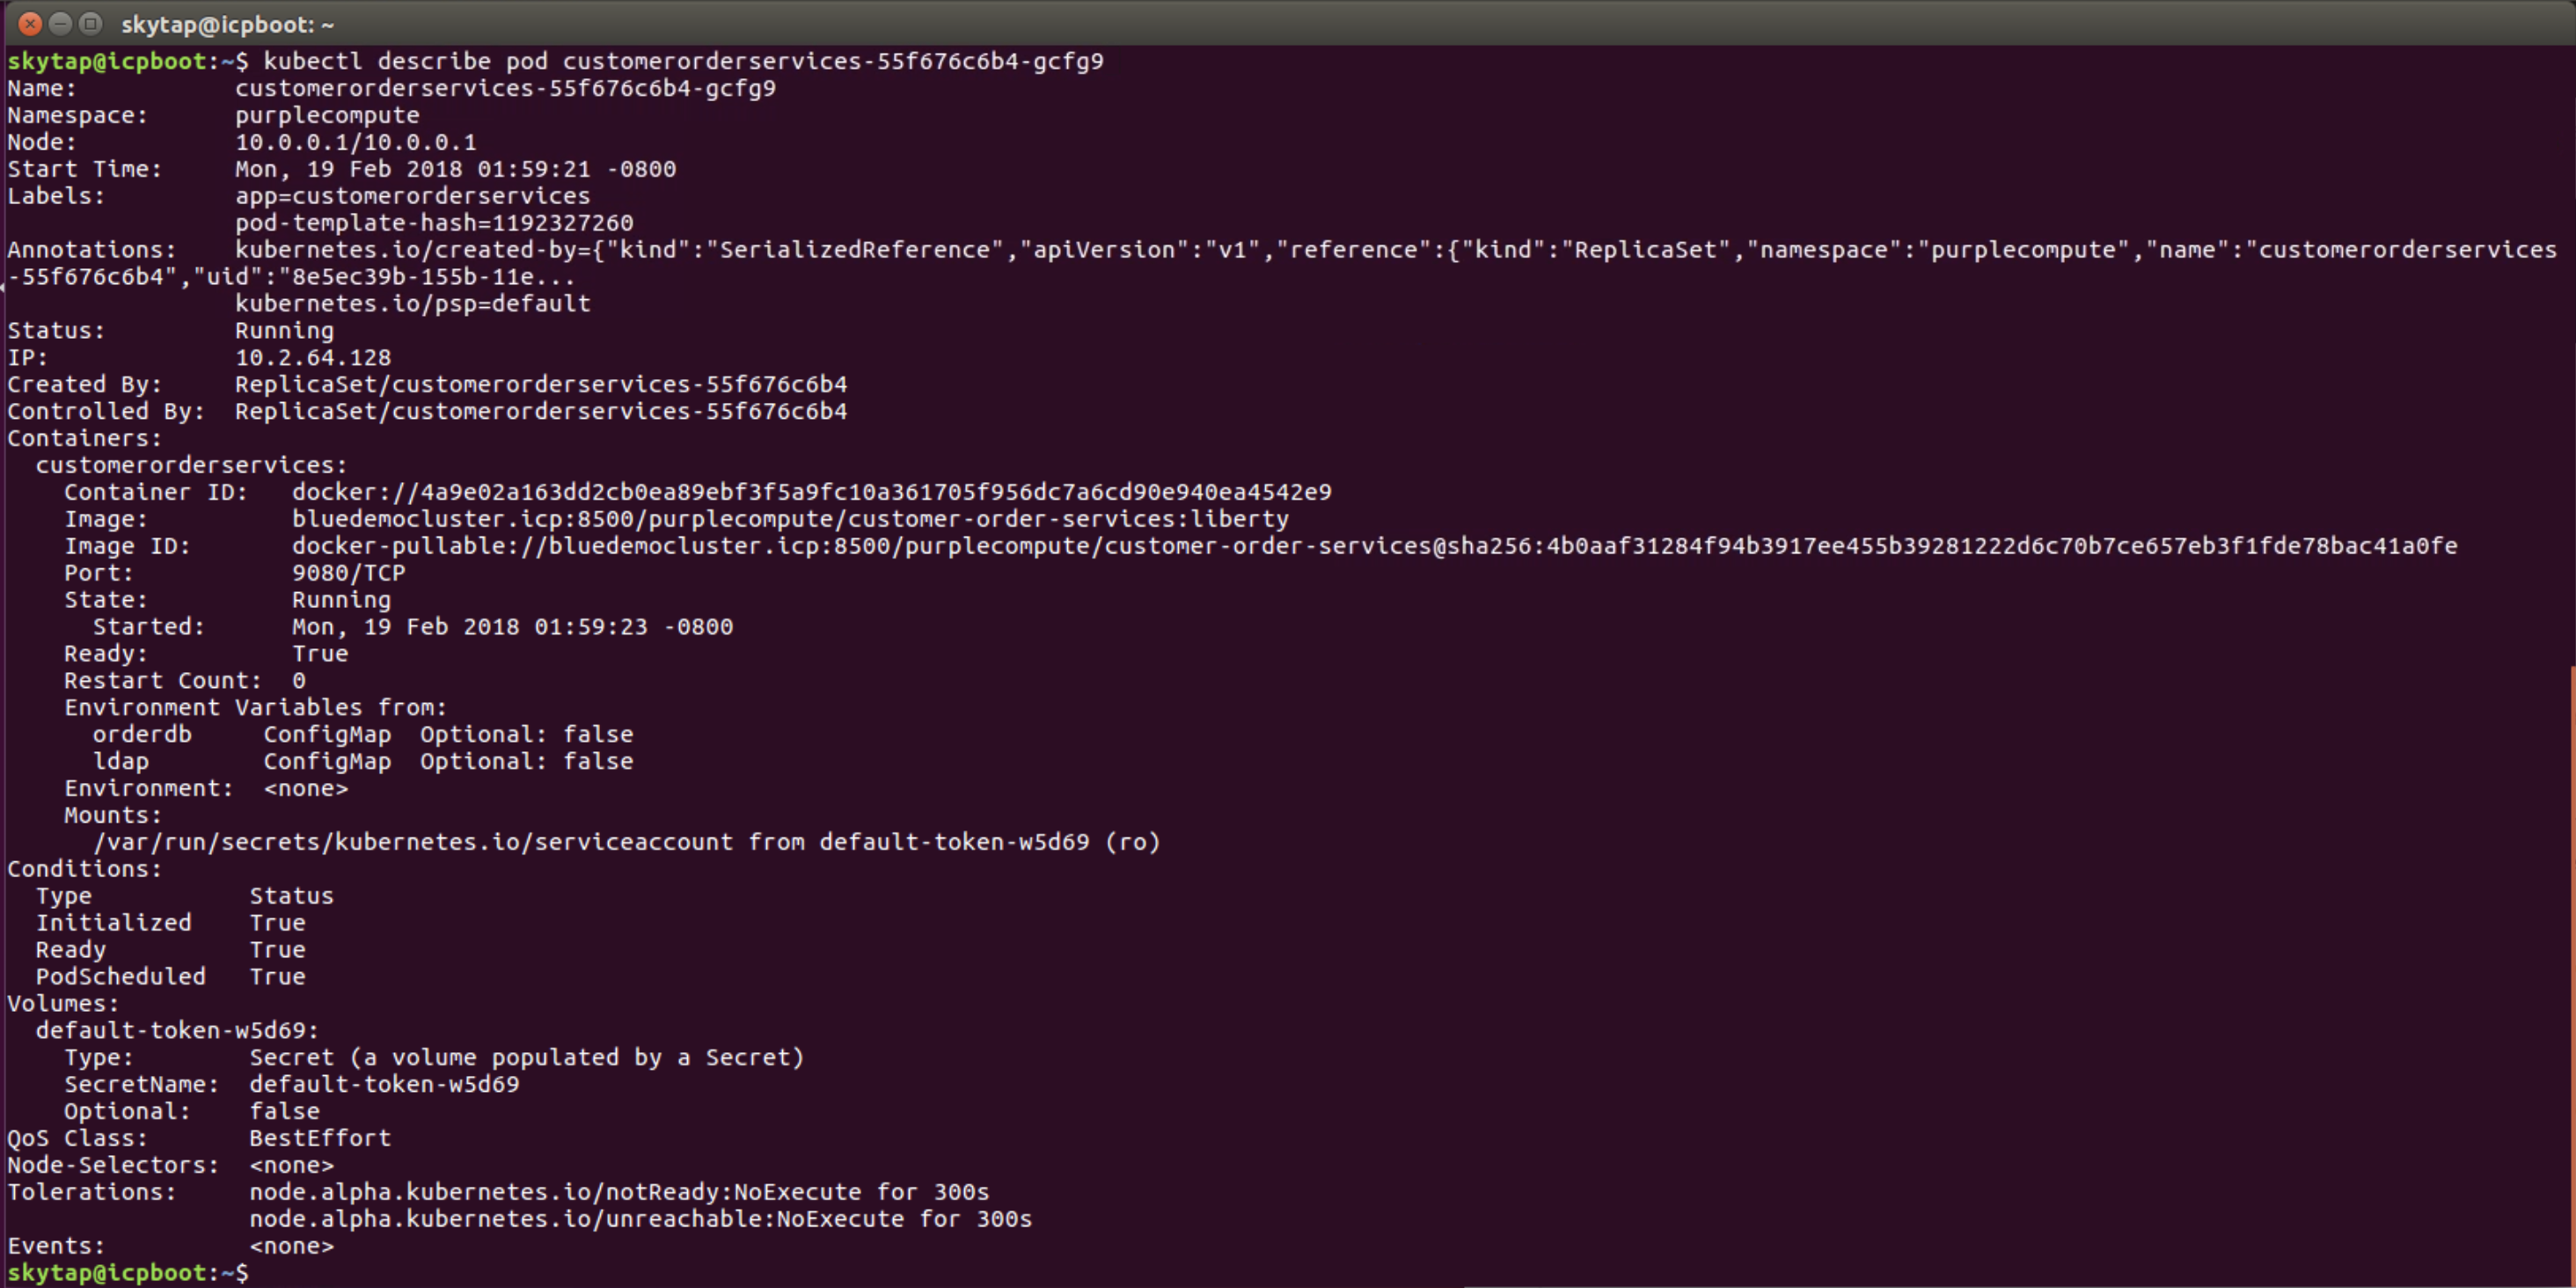 skytap@icpboot: ~
skytap@icpboot:~$ kubectl describe pod customerorderservices-55f676c6b4-gcfg9
Name:           customerorderservices-55f676c6b4-gcfg9
Namespace:      purplecompute
Node:           10.0.0.1/10.0.0.1
Start Time:     Mon, 19 Feb 2018 01:59:21 -0800
Labels:         app=customerorderservices
                pod-template-hash=1192327260
Annotations:    kubernetes.io/created-by={"kind":"SerializedReference","apiVersion":"v1","reference":{"kind":"ReplicaSet","namespace":"purplecompute","name":"customerorderservices
-55f676c6b4","uid":"8e5ec39b-155b-11e...
                kubernetes.io/psp=default
Status:         Running
IP:             10.2.64.128
Created By:     ReplicaSet/customerorderservices-55f676c6b4
Controlled By:  ReplicaSet/customerorderservices-55f676c6b4
Containers:
  customerorderservices:
    Container ID:   docker://4a9e02a163dd2cb0ea89ebf3f5a9fc10a361705f956dc7a6cd90e940ea4542e9
    Image:          bluedemocluster.icp:8500/purplecompute/customer-order-services:liberty
    Image ID:       docker-pullable://bluedemocluster.icp:8500/purplecompute/customer-order-services@sha256:4b0aaf31284f94b3917ee455b39281222d6c70b7ce657eb3f1fde78bac41a0fe
    Port:           9080/TCP
    State:          Running
      Started:      Mon, 19 Feb 2018 01:59:23 -0800
    Ready:          True
    Restart Count:  0
    Environment Variables from:
      orderdb     ConfigMap  Optional: false
      ldap        ConfigMap  Optional: false
    Environment:  <none>
    Mounts:
      /var/run/secrets/kubernetes.io/serviceaccount from default-token-w5d69 (ro)
Conditions:
  Type           Status
  Initialized    True
  Ready          True
  PodScheduled   True
Volumes:
  default-token-w5d69:
    Type:        Secret (a volume populated by a Secret)
    SecretName:  default-token-w5d69
    Optional:    false
QoS Class:       BestEffort
Node-Selectors:  <none>
Tolerations:     node.alpha.kubernetes.io/notReady:NoExecute for 300s
                 node.alpha.kubernetes.io/unreachable:NoExecute for 300s
Events:          <none>
skytap@icpboot:~$